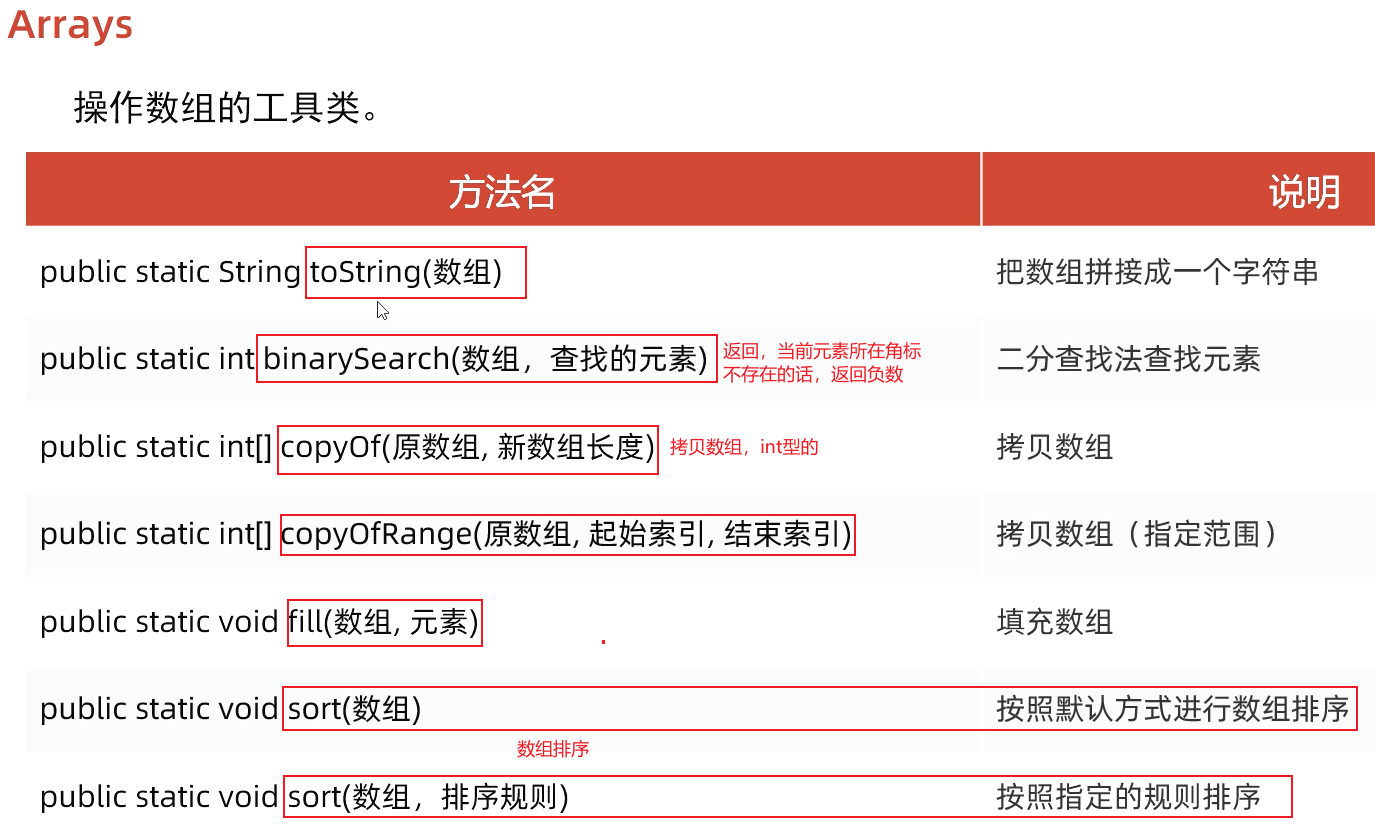 Arrays
操作数组的工具类。
方法名 说明
public static String toString(数组) 把数组拼接成一个字符串
public static int binarySearch(数组，查找的元素) 返回，当前元素所在角标 二分查找法查找元素
不存在的话，返回负数
public static int[] copyOf(原数组, 新数组长度) 拷贝数组，int型的 拷贝数组
public static int[] copyOfRange(原数组, 起始索引, 结束索引) 拷贝数组（指定范围）
public static void fill(数组, 元素) 填充数组
public static void sort(数组) 按照默认方式进行数组排序
数组排序
public static void sort(数组，排序规则) 按照指定的规则排序